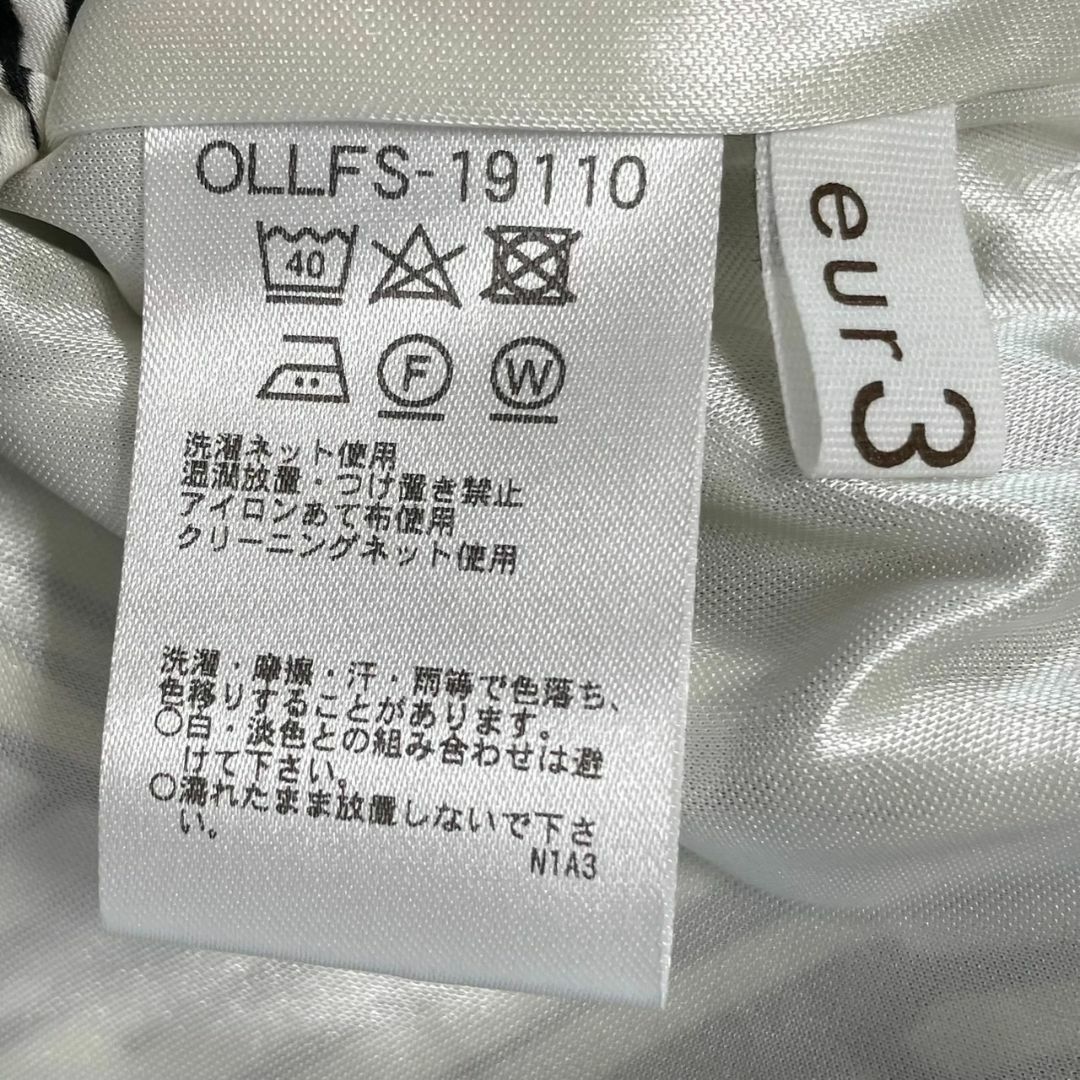 OLLFS-19110
40
F W
洗濯ネット使用
温潤放置・つけ置き禁止
アイロンあて布使用
クリーニングネット使用
洗濯・摩擦・汗・雨等で色落ち、
色移りすることがあります。
○白・淡色との組み合わせは避
けて下さい。
○濡れたまま放置しないで下さ
い。
N1A3
eur3